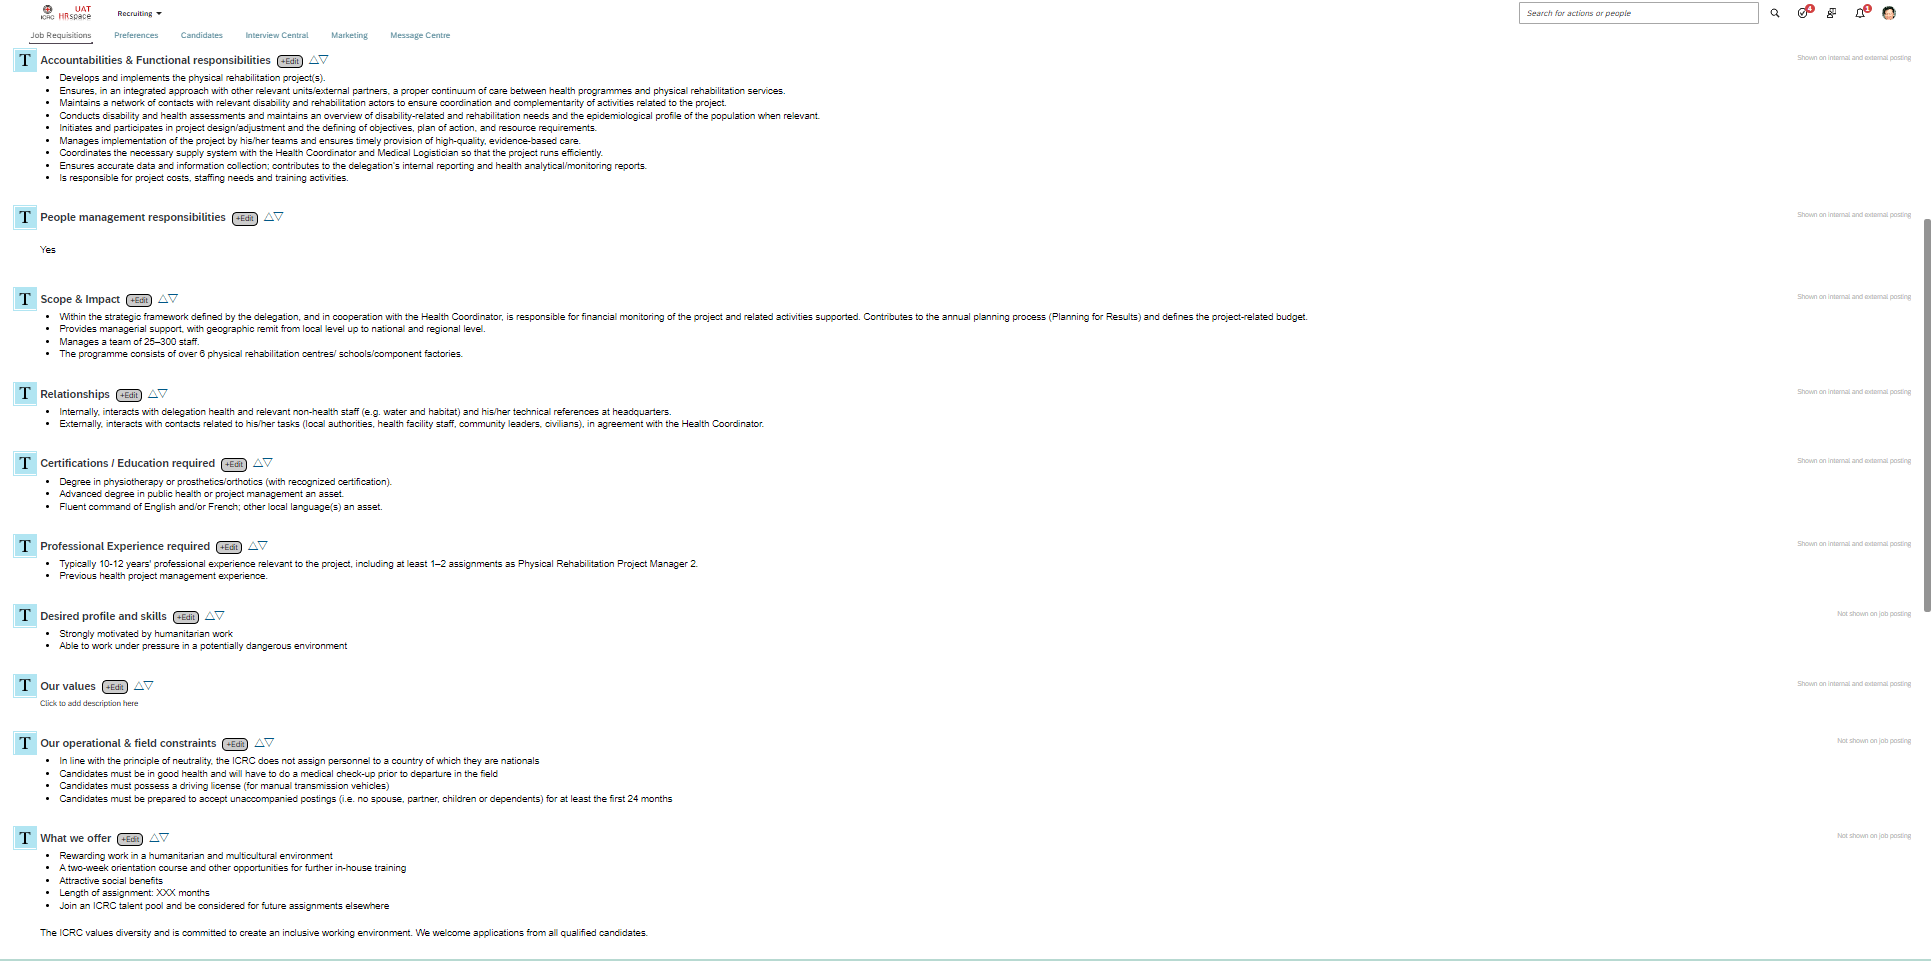 ICRC
UAT
HRspace
Recruiting
Search for actions or people
4
1
Job Requisitions
Preferences
Candidates
Interview Central
Marketing
Message Centre
T Accountabilities & Functional responsibilities +Edit
Shown on internal and external posting
• Develops and implements the physical rehabilitation project(s).
• Ensures, in an integrated approach with other relevant units/external partners, a proper continuum of care between health programmes and physical rehabilitation services.
• Maintains a network of contacts with relevant disability and rehabilitation actors to ensure coordination and complementarity of activities related to the project.
• Conducts disability and health assessments and maintains an overview of disability-related and rehabilitation needs and the epidemiological profile of the population when relevant.
• Initiates and participates in project design/adjustment and the defining of objectives, plan of action, and resource requirements.
• Manages implementation of the project by his/her teams and ensures timely provision of high-quality, evidence-based care.
• Coordinates the necessary supply system with the Health Coordinator and Medical Logistician so that the project runs efficiently.
• Ensures accurate data and information collection; contributes to the delegation's internal reporting and health analytical/monitoring reports.
• Is responsible for project costs, staffing needs and training activities.
T People management responsibilities +Edit
Shown on internal and external posting
Yes
T Scope & Impact +Edit
Shown on internal and external posting
• Within the strategic framework defined by the delegation, and in cooperation with the Health Coordinator, is responsible for financial monitoring of the project and related activities supported. Contributes to the annual planning process (Planning for Results) and defines the project-related budget.
• Provides managerial support, with geographic remit from local level up to national and regional level.
• Manages a team of 25–300 staff.
• The programme consists of over 6 physical rehabilitation centres/ schools/component factories.
T Relationships +Edit
Shown on internal and external posting
• Internally, interacts with delegation health and relevant non-health staff (e.g. water and habitat) and his/her technical references at headquarters.
• Externally, interacts with contacts related to his/her tasks (local authorities, health facility staff, community leaders, civilians), in agreement with the Health Coordinator.
T Certifications / Education required +Edit
Shown on internal and external posting
• Degree in physiotherapy or prosthetics/orthotics (with recognized certification).
• Advanced degree in public health or project management an asset.
• Fluent command of English and/or French; other local language(s) an asset.
T Professional Experience required +Edit
Shown on internal and external posting
• Typically 10-12 years' professional experience relevant to the project, including at least 1–2 assignments as Physical Rehabilitation Project Manager 2.
• Previous health project management experience.
T Desired profile and skills +Edit
Not shown on job posting
• Strongly motivated by humanitarian work
• Able to work under pressure in a potentially dangerous environment
T Our values +Edit
Shown on internal and external posting
Click to add description here
T Our operational & field constraints +Edit
Not shown on job posting
• In line with the principle of neutrality, the ICRC does not assign personnel to a country of which they are nationals
• Candidates must be in good health and will have to do a medical check-up prior to departure in the field
• Candidates must possess a driving license (for manual transmission vehicles)
• Candidates must be prepared to accept unaccompanied postings (i.e. no spouse, partner, children or dependents) for at least the first 24 months
T What we offer +Edit
Not shown on job posting
• Rewarding work in a humanitarian and multicultural environment
• A two-week orientation course and other opportunities for further in-house training
• Attractive social benefits
• Length of assignment: XXX months
• Join an ICRC talent pool and be considered for future assignments elsewhere
The ICRC values diversity and is committed to create an inclusive working environment. We welcome applications from all qualified candidates.